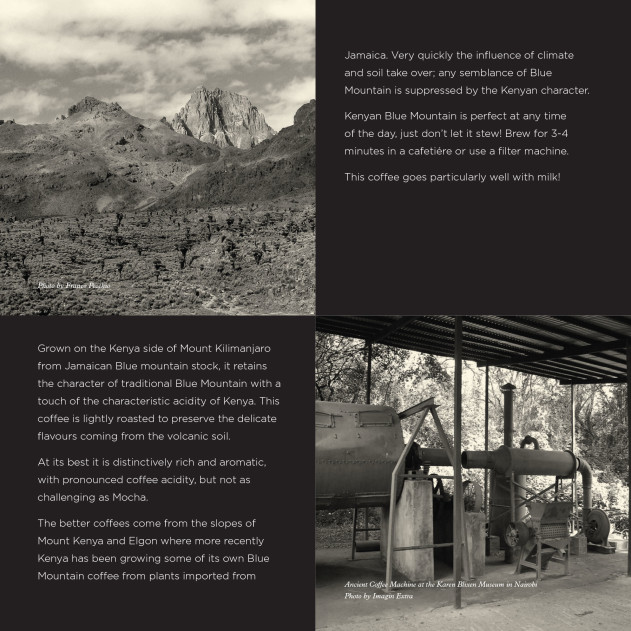 Photo by Franco Pecchio
Grown on the Kenya side of Mount Kilimanjaro
from Jamaican Blue mountain stock, it retains
the character of traditional Blue Mountain with a
touch of the characteristic acidity of Kenya. This
coffee is lightly roasted to preserve the delicate
flavours coming from the volcanic soil.
At its best it is distinctively rich and aromatic,
with pronounced coffee acidity, but not as
challenging as Mocha.
The better coffees come from the slopes of
Mount Kenya and Elgon where more recently
Kenya has been growing some of its own Blue
Mountain coffee from plants imported from
Jamaica. Very quickly the influence of climate
and soil take over; any semblance of Blue
Mountain is suppressed by the Kenyan character.
Kenyan Blue Mountain is perfect at any time
of the day, just don't let it stew! Brew for 3-4
minutes in a cafetière or use a filter machine.
This coffee goes particularly well with milk!
Ancient Coffee Machine at the Karen Blixen Museum in Nairobi
Photo by Imagin Extra